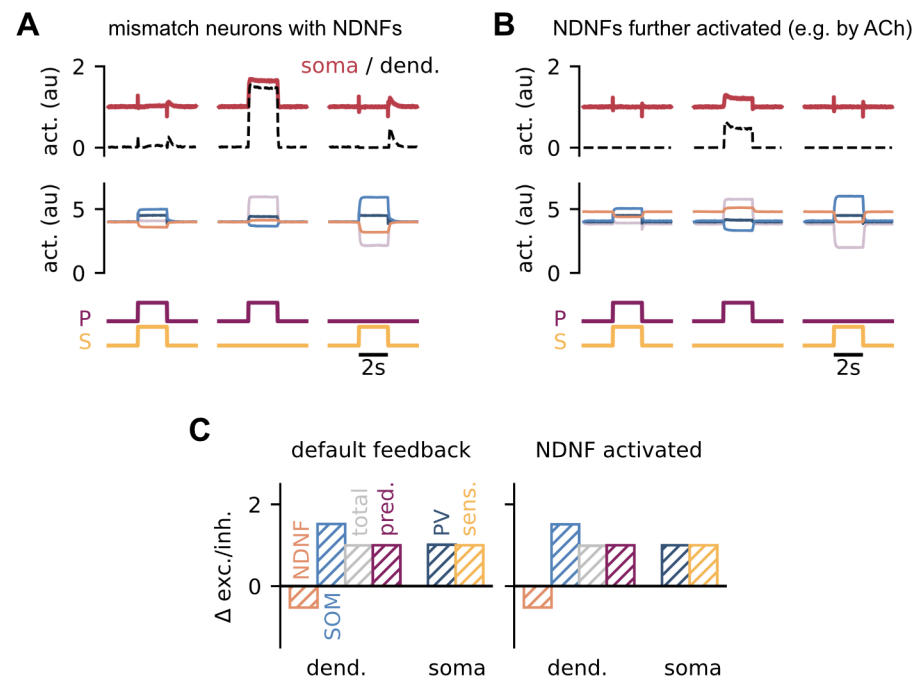 A
mismatch neurons with NDNFs
B
NDNFs further activated (e.g. by ACh)
act. (au)
2
0
soma / dend.
act. (au)
2
0
act. (au)
5
0
act. (au)
5
0
P
S
2s
P
S
2s
C
default feedback
NDNF activated
Δ exc./inh.
2
0
NDNF
SOM
total
pred.
PV
sens.
dend.
soma
dend.
soma